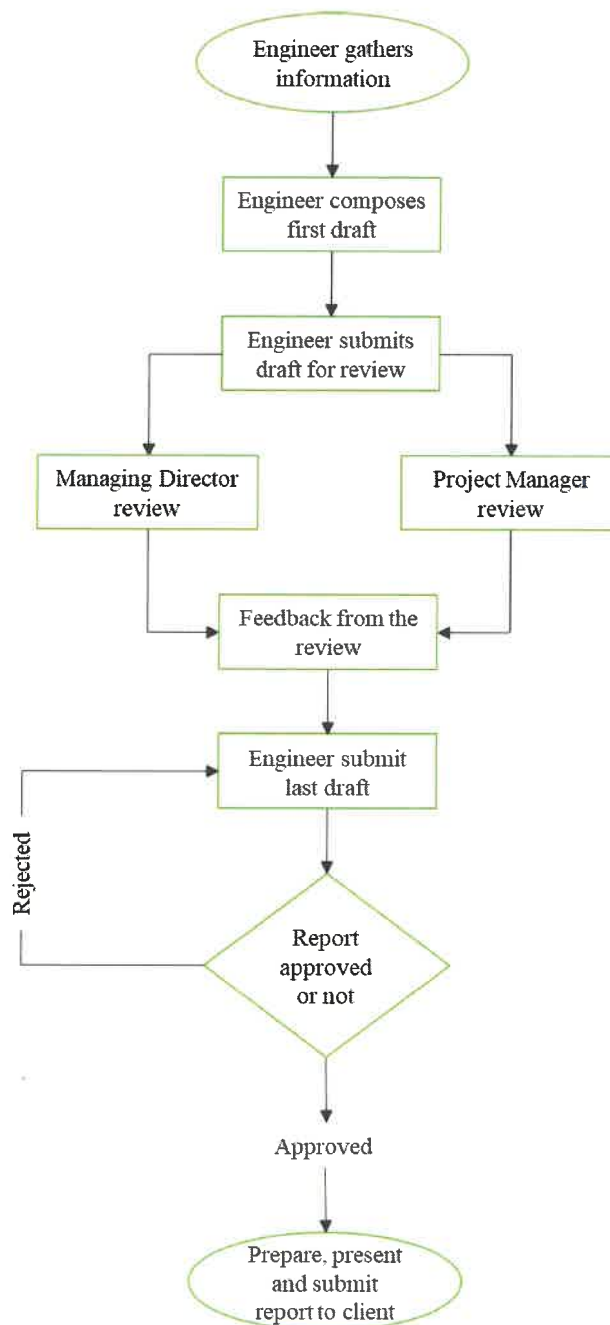 Engineer gathers
information
Engineer composes
first draft
Engineer submits
draft for review
Managing Director
review
Project Manager
review
Feedback from the
review
Engineer submit
last draft
Rejected
Report
approved
or not
Approved
Prepare, present
and submit
report to client